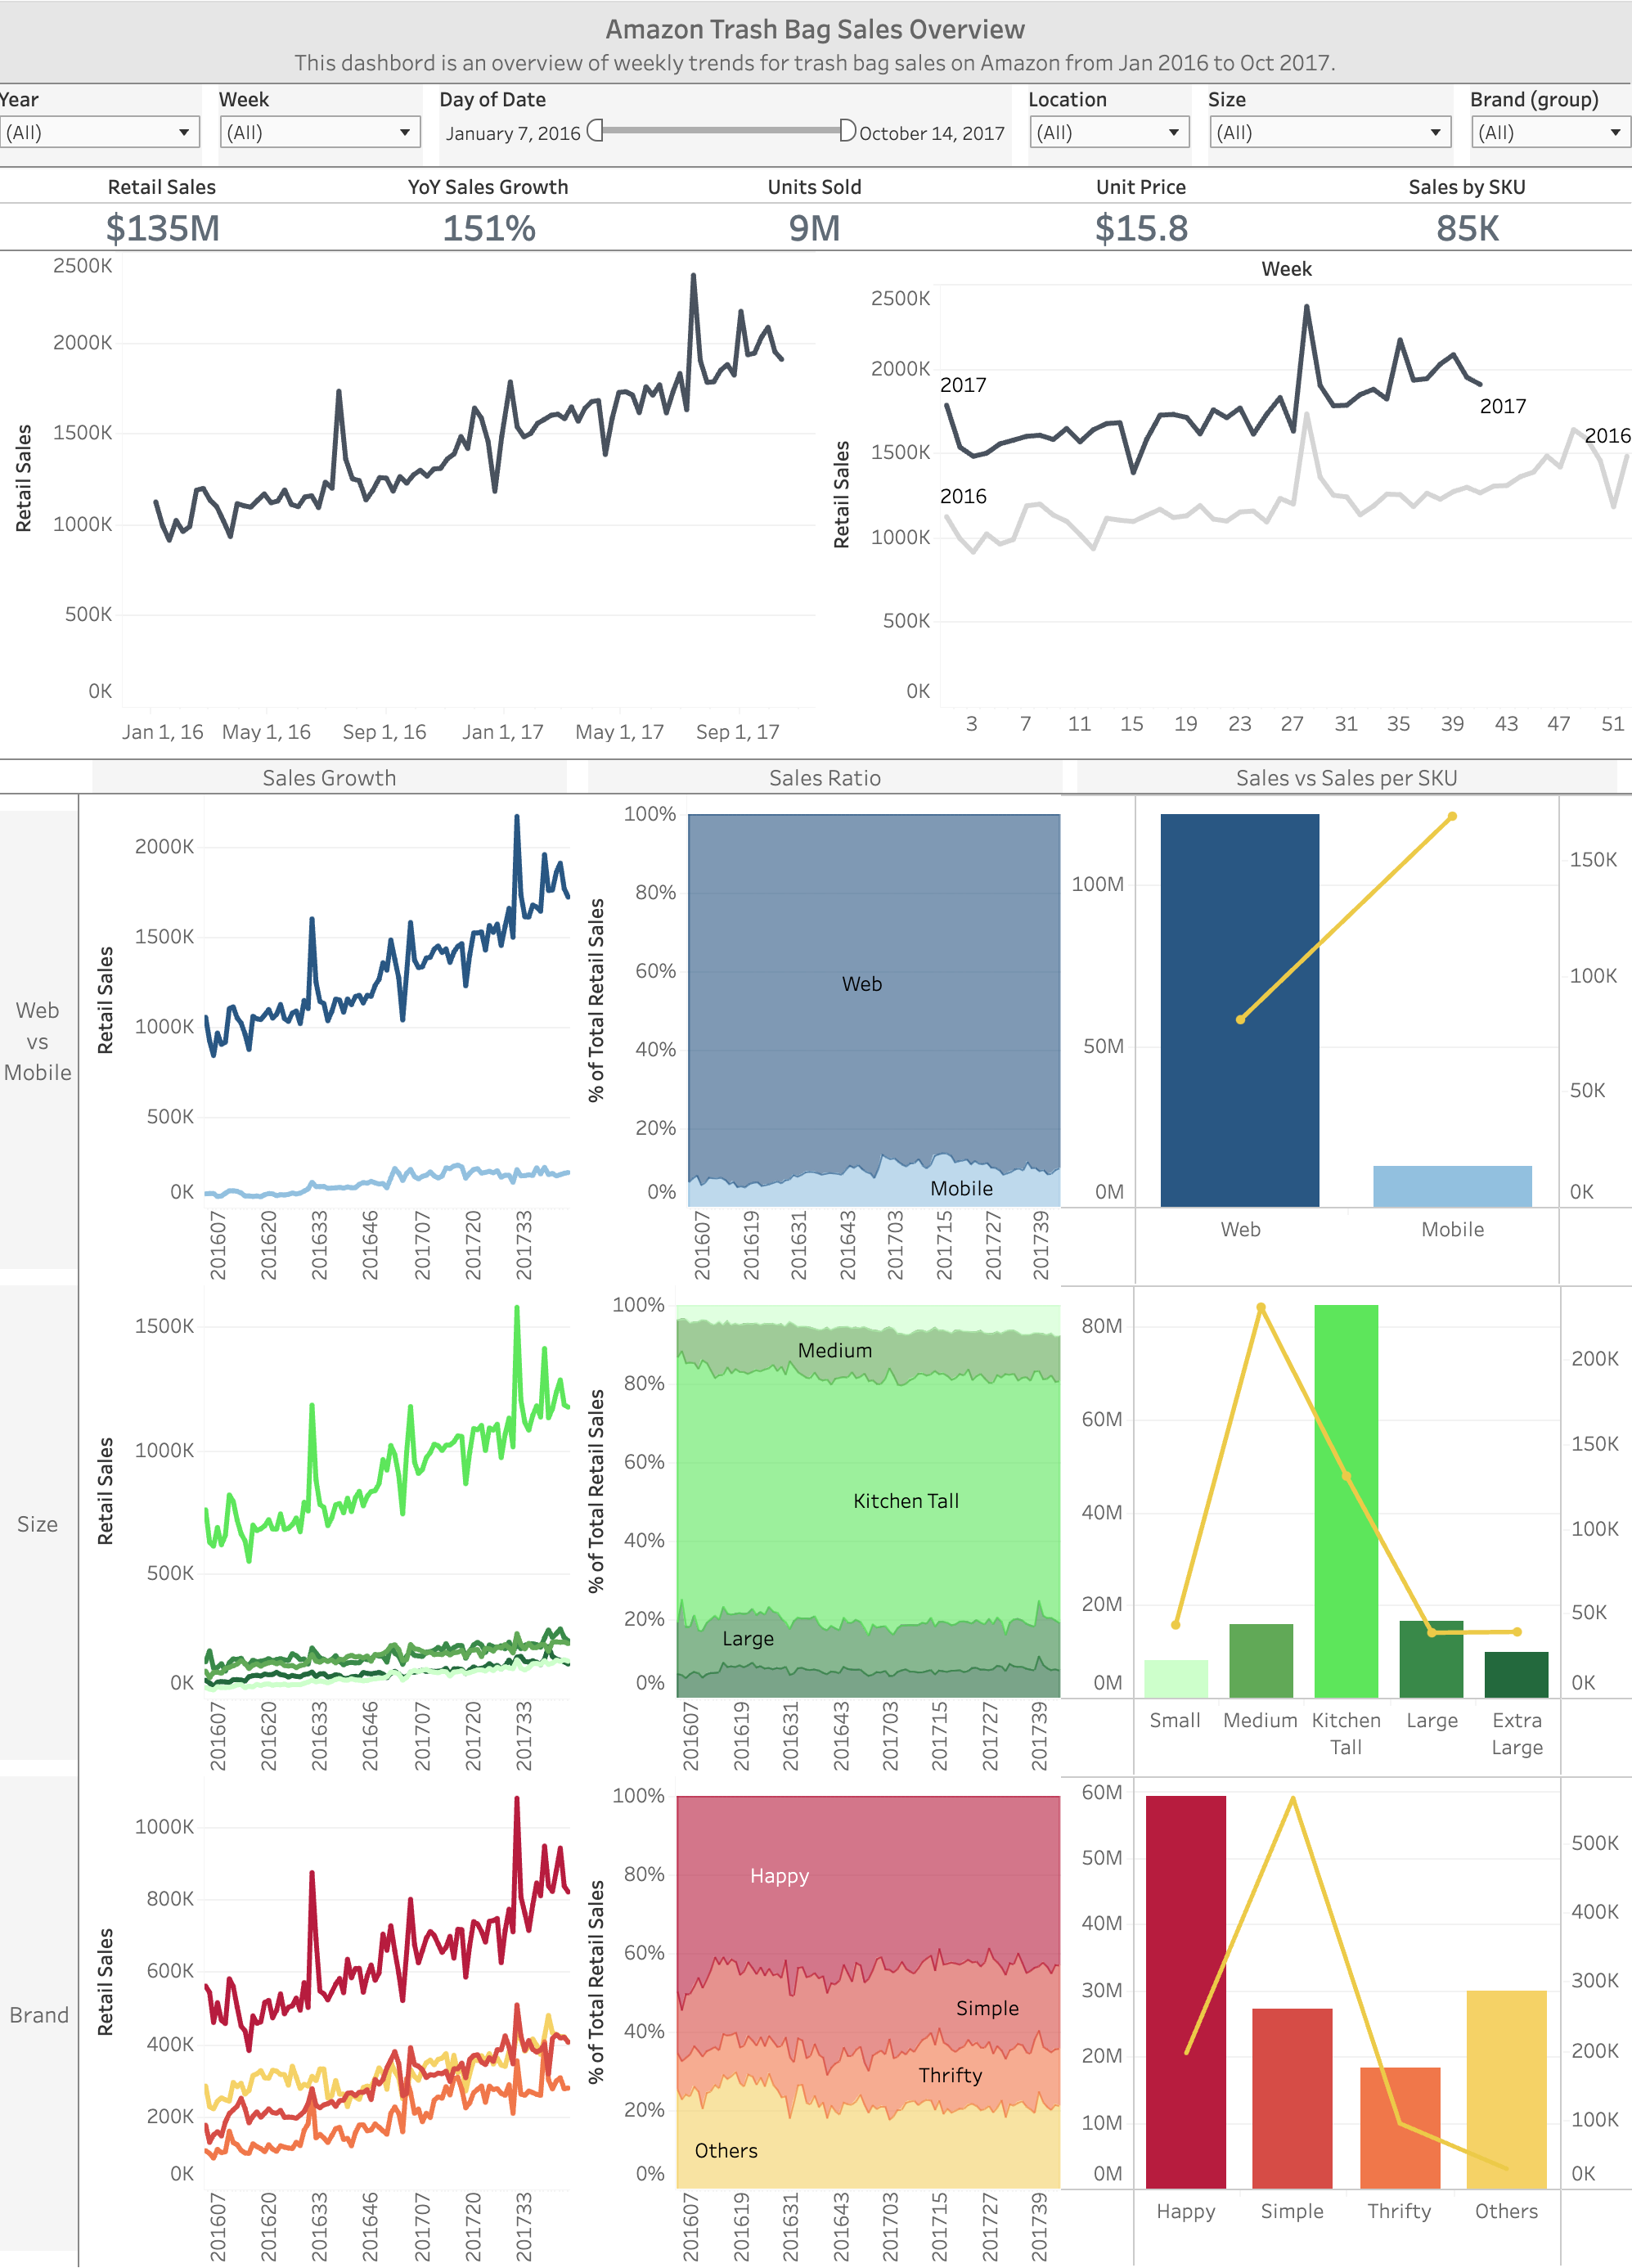 Amazon Trash Bag Sales Overview
This dashbord is an overview of weekly trends for trash bag sales on Amazon from Jan 2016 to Oct 2017.
Year
Week
Day of Date
Location
Size
Brand (group)
(All)
(All)
January 7, 2016
October 14, 2017
(All)
(All)
(All)
Retail Sales
YoY Sales Growth
Units Sold
Unit Price
Sales by SKU
$135M
151%
9M
$15.8
85K
Retail Sales
2500K
2000K
1500K
1000K
500K
0K
Jan 1, 16
May 1, 16
Sep 1, 16
Jan 1, 17
May 1, 17
Sep 1, 17
Week
Retail Sales
2500K
2000K
1500K
1000K
500K
0K
2017
2017
2016
2016
3
7
11
15
19
23
27
31
35
39
43
47
51
Sales Growth
Sales Ratio
Sales vs Sales per SKU
Web
vs
Mobile
Retail Sales
2000K
1500K
1000K
500K
0K
201607
201620
201633
201646
201707
201720
201733
% of Total Retail Sales
100%
80%
60%
40%
20%
0%
Web
Mobile
201607
201619
201631
201643
201703
201715
201727
201739
100M
50M
0M
150K
100K
50K
0K
Web
Mobile
Size
Retail Sales
1500K
1000K
500K
0K
201607
201620
201633
201646
201707
201720
201733
% of Total Retail Sales
100%
80%
60%
40%
20%
0%
Medium
Kitchen Tall
Large
201607
201619
201631
201643
201703
201715
201727
201739
80M
60M
40M
20M
0M
200K
150K
100K
50K
0K
Small
Medium
Kitchen
Tall
Large
Extra
Large
Brand
Retail Sales
1000K
800K
600K
400K
200K
0K
201607
201620
201633
201646
201707
201720
201733
% of Total Retail Sales
100%
80%
60%
40%
20%
0%
Happy
Simple
Thrifty
Others
201607
201619
201631
201643
201703
201715
201727
201739
60M
50M
40M
30M
20M
10M
0M
500K
400K
300K
200K
100K
0K
Happy
Simple
Thrifty
Others